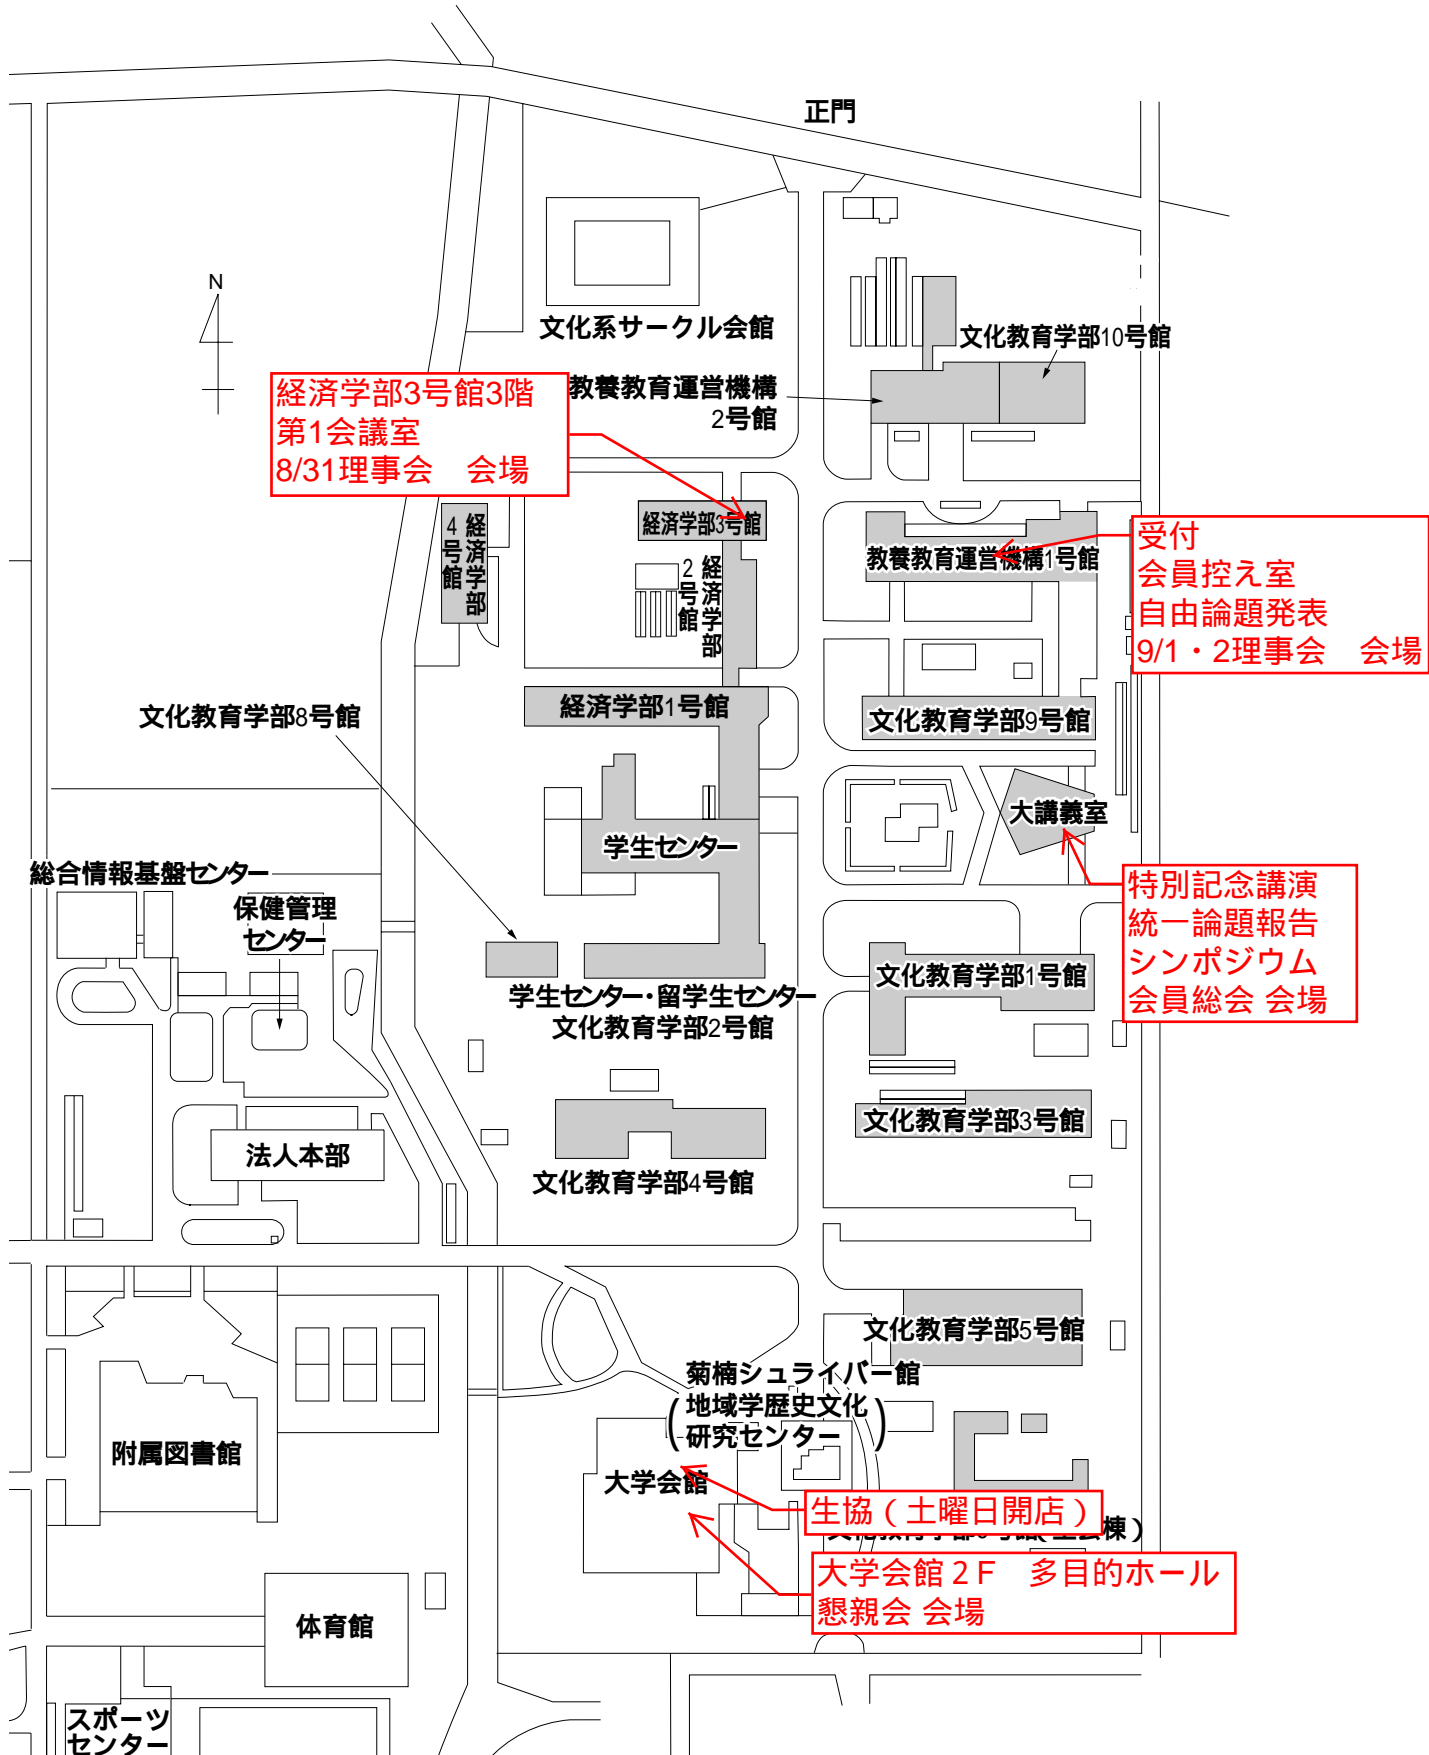 正門
N
文化系サークル会館
文化教育学部10号館
教養教育運営機構
2号館
経済学部3号館3階
第1会議室
8/31理事会　会場
経済学部
4号館
経済学部3号館
経済学部
2号館
教養教育運営機構1号館
受付
会員控え室
自由論題発表
9/1・2理事会　会場
文化教育学部8号館
経済学部1号館
文化教育学部9号館
大講義室
学生センター
総合情報基盤センター
保健管理
センター
特別記念講演
統一論題報告
シンポジウム
会員総会 会場
文化教育学部1号館
学生センター・留学生センター
文化教育学部2号館
文化教育学部3号館
法人本部
文化教育学部4号館
文化教育学部5号館
菊楠シュライバー館
(地域学歴史文化
研究センター)
附属図書館
大学会館
生協（土曜日開店）
棟）
大学会館２Ｆ　多目的ホール
懇親会 会場
体育館
スポーツ
センター